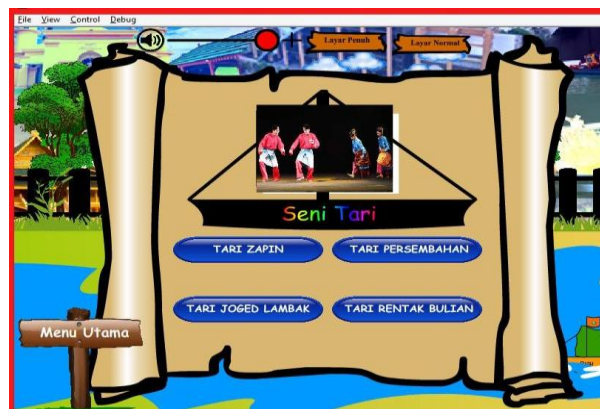 File View Control Debug
Layar Penuh
Layar Normal
Seni Tari
TARI ZAPIN
TARI PERSEMBAHAN
TARI JOGED LAMBAK
TARI RENTAK BULIAN
Menu Utama